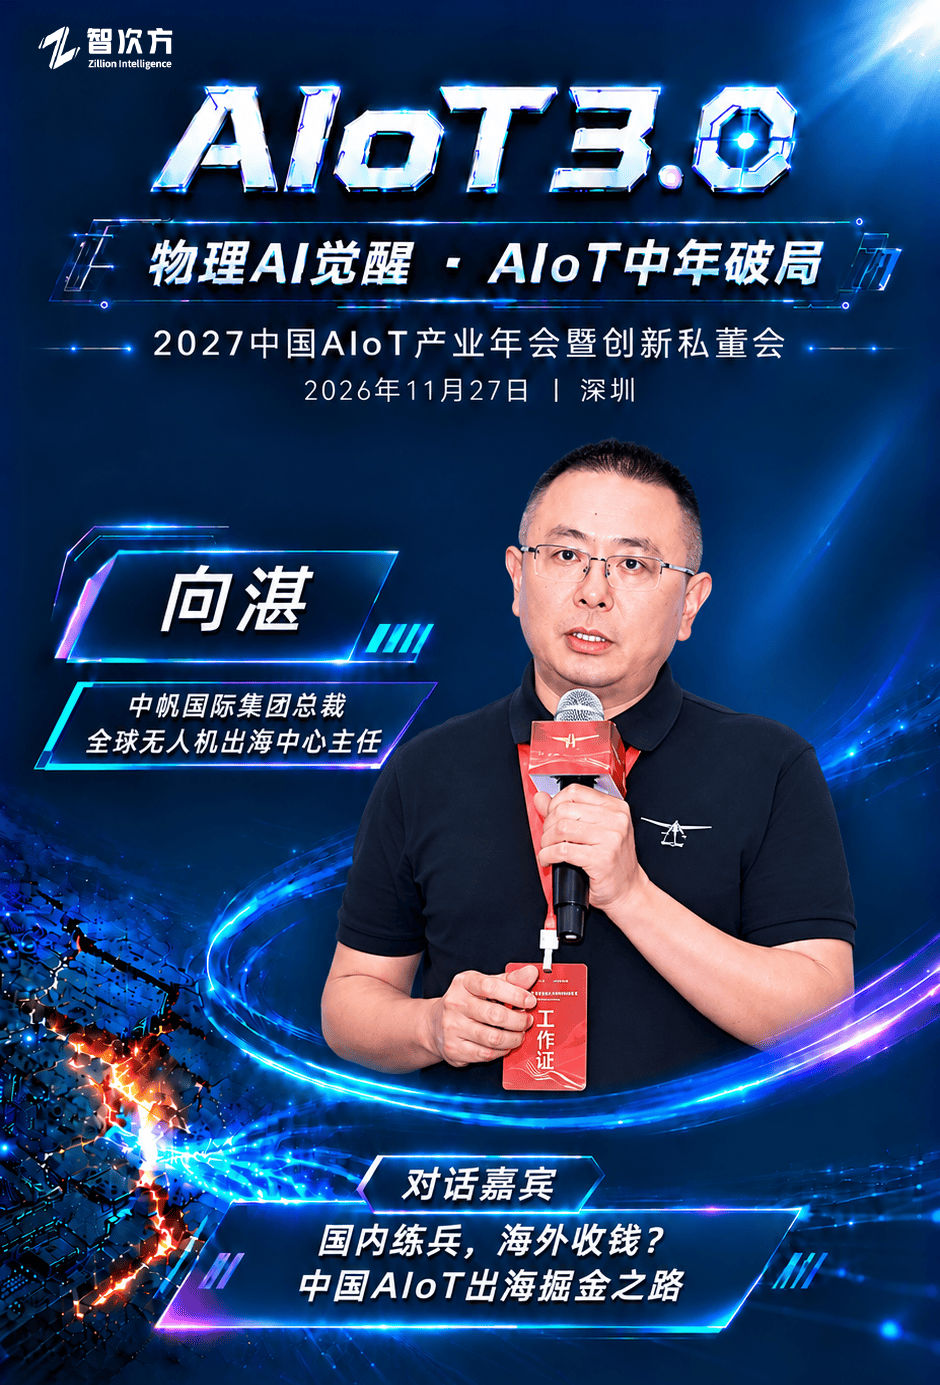 智次方
Zillion Intelligence
AIoT3.0
物理AI觉醒 · AIoT中年破局
2027中国AIoT产业年会暨创新私董会
2026年11月27日 | 深圳
向湛
中帆国际集团总裁
全球无人机出海中心主任
工作证
对话嘉宾
国内练兵，海外收钱？
中国AIoT出海掘金之路